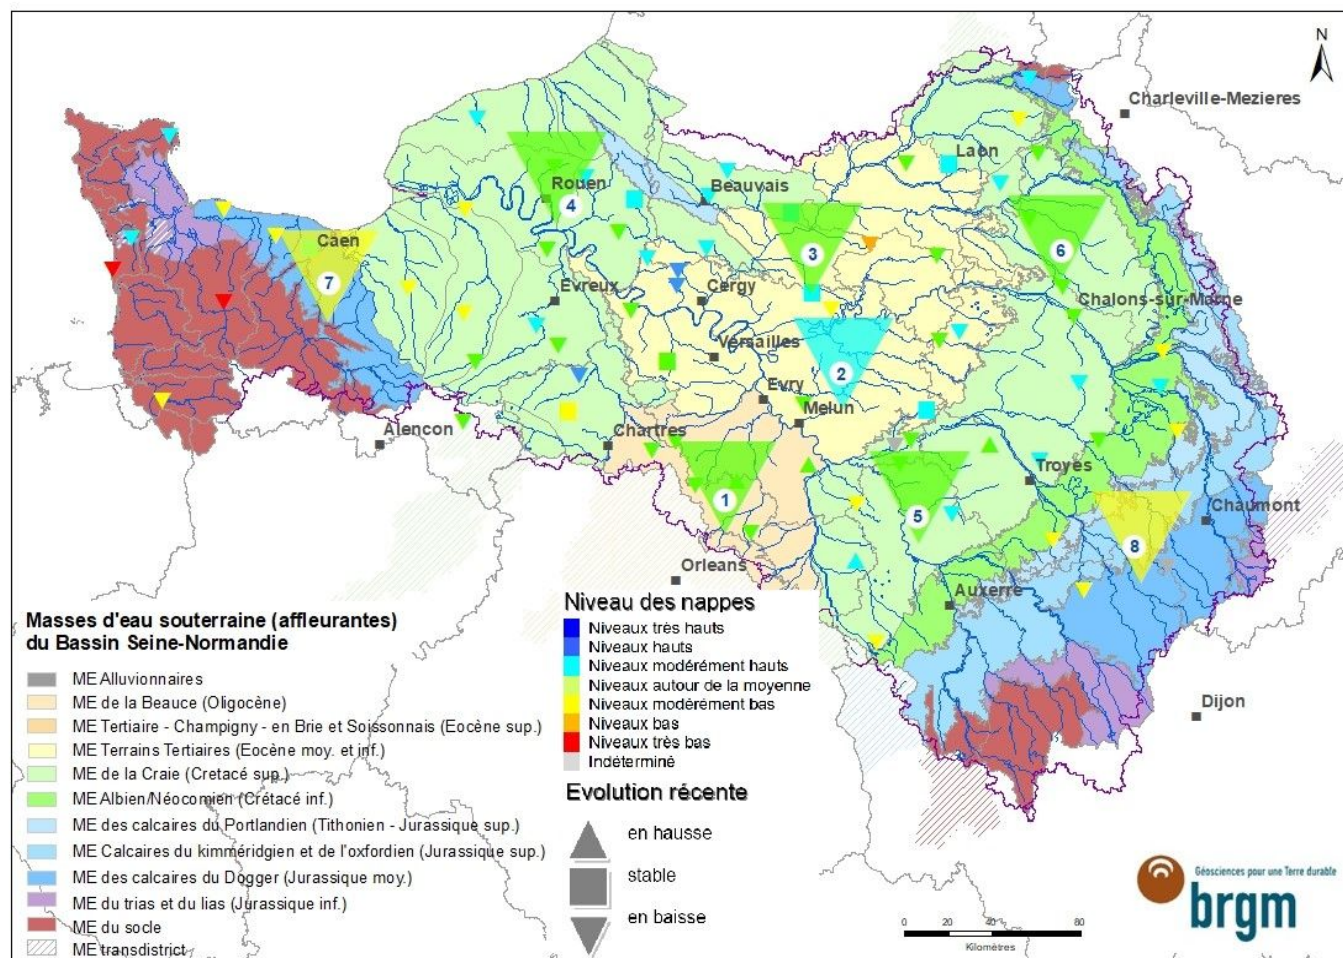 N
Charleville-Mezieres
Laon
Rouen
Beauvais
4
3
6
Caen
7
Evreux
Cergy
Chalons-sur-Marne
Versailles
2
Evry
Melun
Alencon
Chartres
Troyes
1
5
Chaumont
8
Orleans
Auxerre
Dijon
Masses d'eau souterraine (affleurantes)
du Bassin Seine-Normandie
ME Alluvionnaires
ME de la Beauce (Oligocène)
ME Tertiaire - Champigny - en Brie et Soissonnais (Eocène sup.)
ME Terrains Tertiaires (Eocène moy. et inf.)
ME de la Craie (Cretacé sup.)
ME Albien/Néocomien (Crétacé inf.)
ME des calcaires du Portlandien (Tithonien - Jurassique sup.)
ME Calcaires du kimméridgien et de l'oxfordien (Jurassique sup.)
ME des calcaires du Dogger (Jurassique moy.)
ME du trias et du lias (Jurassique inf.)
ME du socle
ME transdistrict
Niveau des nappes
Niveaux très hauts
Niveaux hauts
Niveaux modérément hauts
Niveaux autour de la moyenne
Niveaux modérément bas
Niveaux bas
Niveaux très bas
Indéterminé
Evolution récente
en hausse
stable
en baisse
0 20 40 60 80
Kilomètres
Géosciences pour une Terre durable
brgm